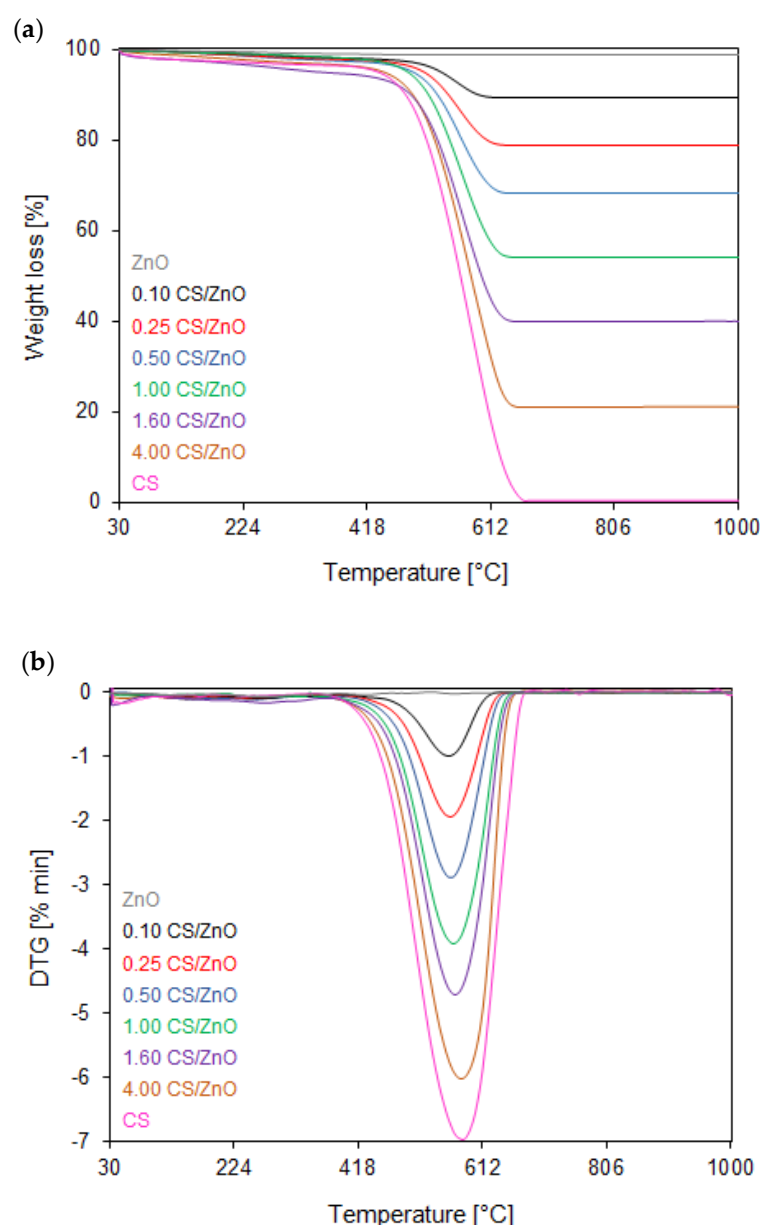 (a)
100
80
60
40
20
0
Weight loss [%]
ZnO
0.10 CS/ZnO
0.25 CS/ZnO
0.50 CS/ZnO
1.00 CS/ZnO
1.60 CS/ZnO
4.00 CS/ZnO
CS
30 224 418 612 806 1000
Temperature [°C]
(b)
0
-1
-2
-3
-4
-5
-6
-7
DTG [% min]
ZnO
0.10 CS/ZnO
0.25 CS/ZnO
0.50 CS/ZnO
1.00 CS/ZnO
1.60 CS/ZnO
4.00 CS/ZnO
CS
30 224 418 612 806 1000
Temperature [°C]